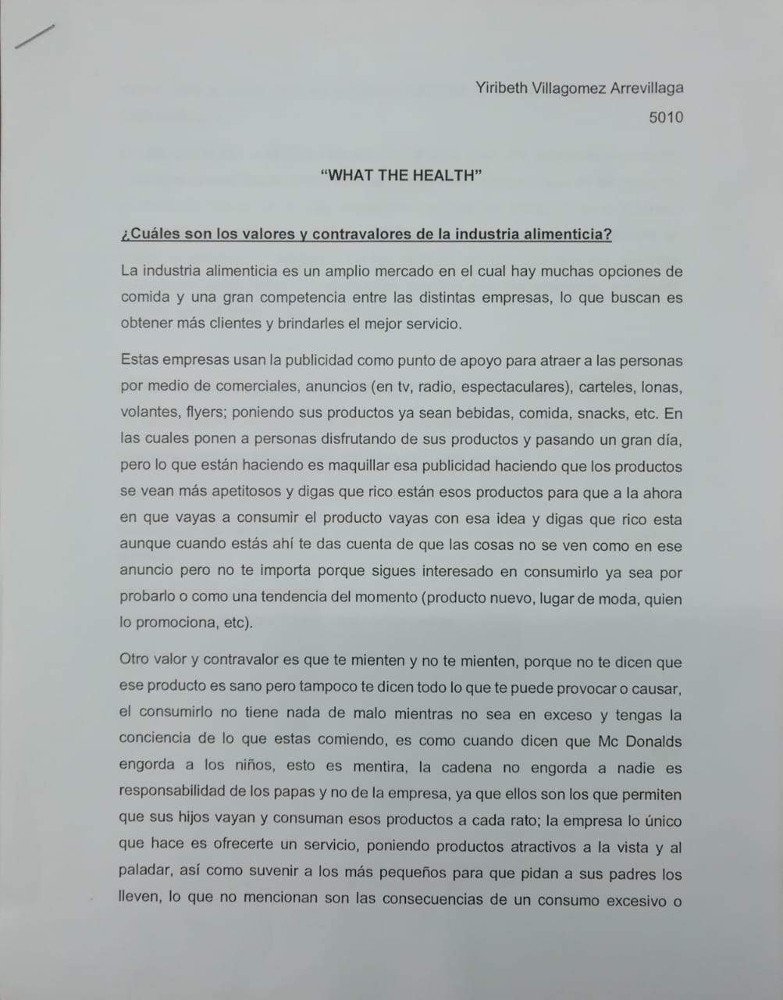 Yiribeth Villagomez Arrevillaga
5010
“WHAT THE HEALTH”
¿Cuáles son los valores y contravalores de la industria alimenticia?
La industria alimenticia es un amplio mercado en el cual hay muchas opciones de
comida y una gran competencia entre las distintas empresas, lo que buscan es
obtener más clientes y brindarles el mejor servicio.
Estas empresas usan la publicidad como punto de apoyo para atraer a las personas
por medio de comerciales, anuncios (en tv, radio, espectaculares), carteles, lonas,
volantes, flyers; poniendo sus productos ya sean bebidas, comida, snacks, etc. En
las cuales ponen a personas disfrutando de sus productos y pasando un gran día,
pero lo que están haciendo es maquillar esa publicidad haciendo que los productos
se vean más apetitosos y digas que rico están esos productos para que a la ahora
en que vayas a consumir el producto vayas con esa idea y digas que rico esta
aunque cuando estás ahí te das cuenta de que las cosas no se ven como en ese
anuncio pero no te importa porque sigues interesado en consumirlo ya sea por
probarlo o como una tendencia del momento (producto nuevo, lugar de moda, quien
lo promociona, etc).
Otro valor y contravalor es que te mienten y no te mienten, porque no te dicen que
ese producto es sano pero tampoco te dicen todo lo que te puede provocar o causar,
el consumirlo no tiene nada de malo mientras no sea en exceso y tengas la
conciencia de lo que estas comiendo, es como cuando dicen que Mc Donalds
engorda a los niños, esto es mentira, la cadena no engorda a nadie es
responsabilidad de los papas y no de la empresa, ya que ellos son los que permiten
que sus hijos vayan y consuman esos productos a cada rato; la empresa lo único
que hace es ofrecerte un servicio, poniendo productos atractivos a la vista y al
paladar, así como suvenir a los más pequeños para que pidan a sus padres los
lleven, lo que no mencionan son las consecuencias de un consumo excesivo o